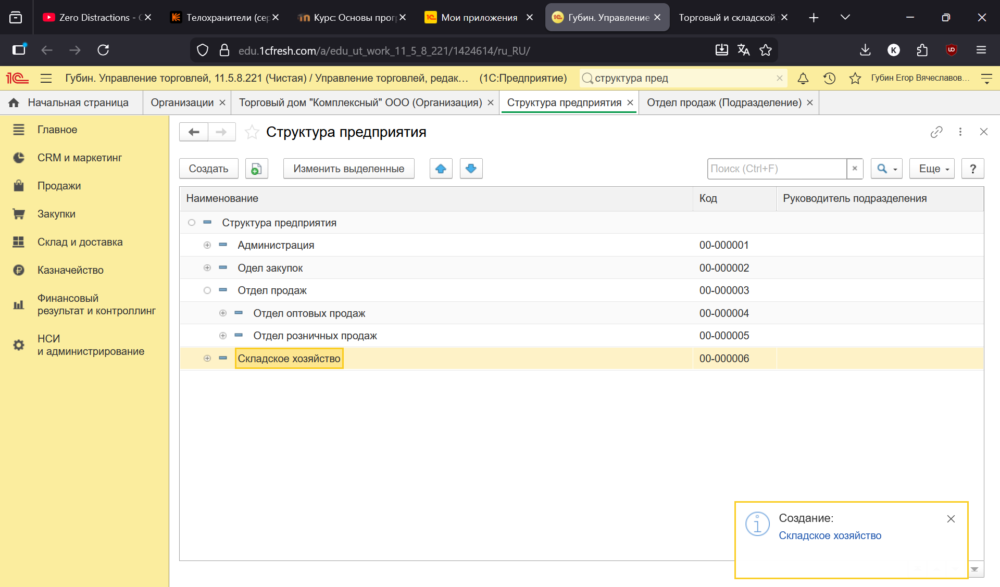 Zero Distractions -
Телохранители (сер
Курс: Основы прог
Мои приложения
Губин. Управление
Торговый и складской
edu.1cfresh.com/a/edu_ut_work_11_5_8_221/1424614/ru_RU/
K
Губин. Управление торговлей, 11.5.8.221 (Чистая) / Управление торговлей, редак... (1С:Предприятие)
структура пред
Губин Егор Вячеславов...
Начальная страница
Организации
Торговый дом "Комплексный" ООО (Организация)
Структура предприятия
Отдел продаж (Подразделение)
Главное
CRM и маркетинг
Продажи
Закупки
Склад и доставка
Казначейство
Финансовый
результат и контроллинг
НСИ
и администрирование
Структура предприятия
Создать
Изменить выделенные
Поиск (Ctrl+F)
×
Еще
?
Наименование Код Руководитель подразделения
Структура предприятия
Администрация 00-000001
Одел закупок 00-000002
Отдел продаж 00-000003
Отдел оптовых продаж 00-000004
Отдел розничных продаж 00-000005
Складское хозяйство 00-000006
Создание:
Складское хозяйство